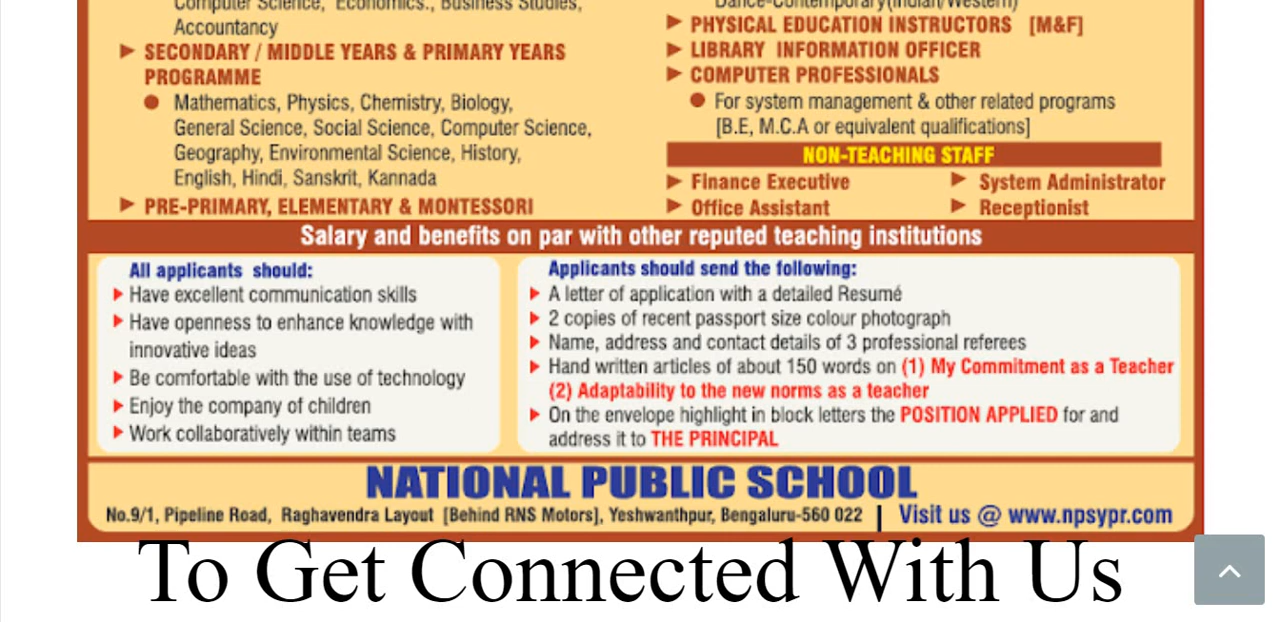 Computer Science, Economics., Business Studies,
Accountancy
SECONDARY / MIDDLE YEARS & PRIMARY YEARS
PROGRAMME
Mathematics, Physics, Chemistry, Biology,
General Science, Social Science, Computer Science,
Geography, Environmental Science, History,
English, Hindi, Sanskrit, Kannada
PRE-PRIMARY, ELEMENTARY & MONTESSORI
Dance-Contemporary(Indian/Western)
PHYSICAL EDUCATION INSTRUCTORS [M&F]
LIBRARY INFORMATION OFFICER
COMPUTER PROFESSIONALS
For system management & other related programs
[B.E, M.C.A or equivalent qualifications]
NON-TEACHING STAFF
Finance Executive
System Administrator
Office Assistant
Receptionist
Salary and benefits on par with other reputed teaching institutions
All applicants should:
Have excellent communication skills
Have openness to enhance knowledge with
innovative ideas
Be comfortable with the use of technology
Enjoy the company of children
Work collaboratively within teams
Applicants should send the following:
A letter of application with a detailed Resumé
2 copies of recent passport size colour photograph
Name, address and contact details of 3 professional referees
Hand written articles of about 150 words on (1) My Commitment as a Teacher
(2) Adaptability to the new norms as a teacher
On the envelope highlight in block letters the POSITION APPLIED for and
address it to THE PRINCIPAL
NATIONAL PUBLIC SCHOOL
No.9/1, Pipeline Road, Raghavendra Layout [Behind RNS Motors], Yeshwanthpur, Bengaluru-560 022 | Visit us @ www.npsypr.com
To Get Connected With Us